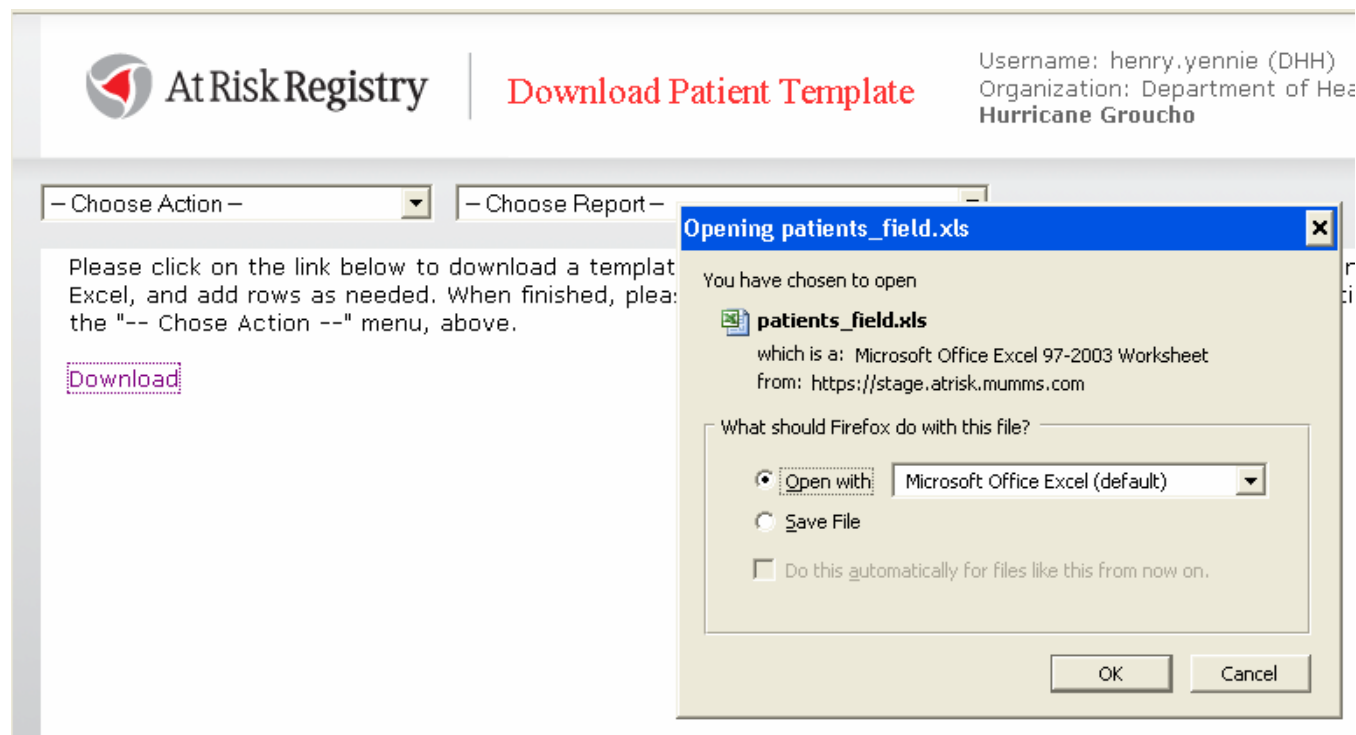 At Risk Registry
Download Patient Template
Username: henry.yennie (DHH)
Organization: Department of Hea
Hurricane Groucho
-- Choose Action --
-- Choose Report --
Please click on the link below to download a templat
Excel, and add rows as needed. When finished, pleas
the "-- Chose Action --" menu, above.
Download
Opening patients_field.xls
You have chosen to open
patients_field.xls
which is a: Microsoft Office Excel 97-2003 Worksheet
from: https://stage.atrisk.mumms.com
What should Firefox do with this file?
Open with
Microsoft Office Excel (default)
Save File
Do this automatically for files like this from now on.
OK
Cancel